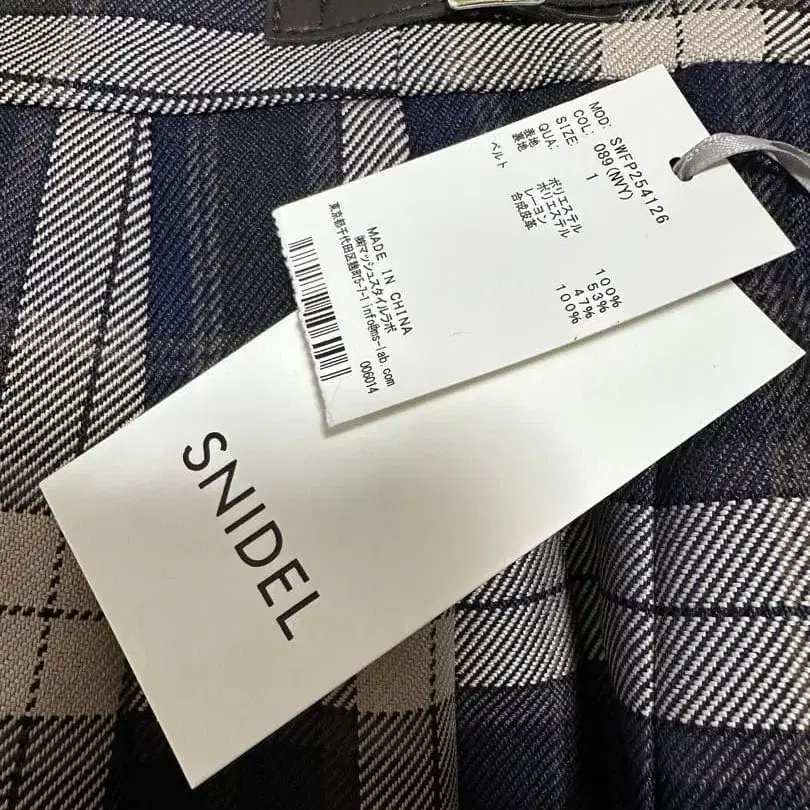 MOD: SWFP254126
COL: 089(NVY)
SIZE: 1
QUA:
表地 ポリエステル 100%
裏地 ポリエステル 53%
レーヨン 47%
ベルト 合成皮革 100%
MADE IN CHINA
㈱マッシュスタイルラボ
東京都千代田区麹町5-7-1 info@ms-lab.com
006014
SNIDEL